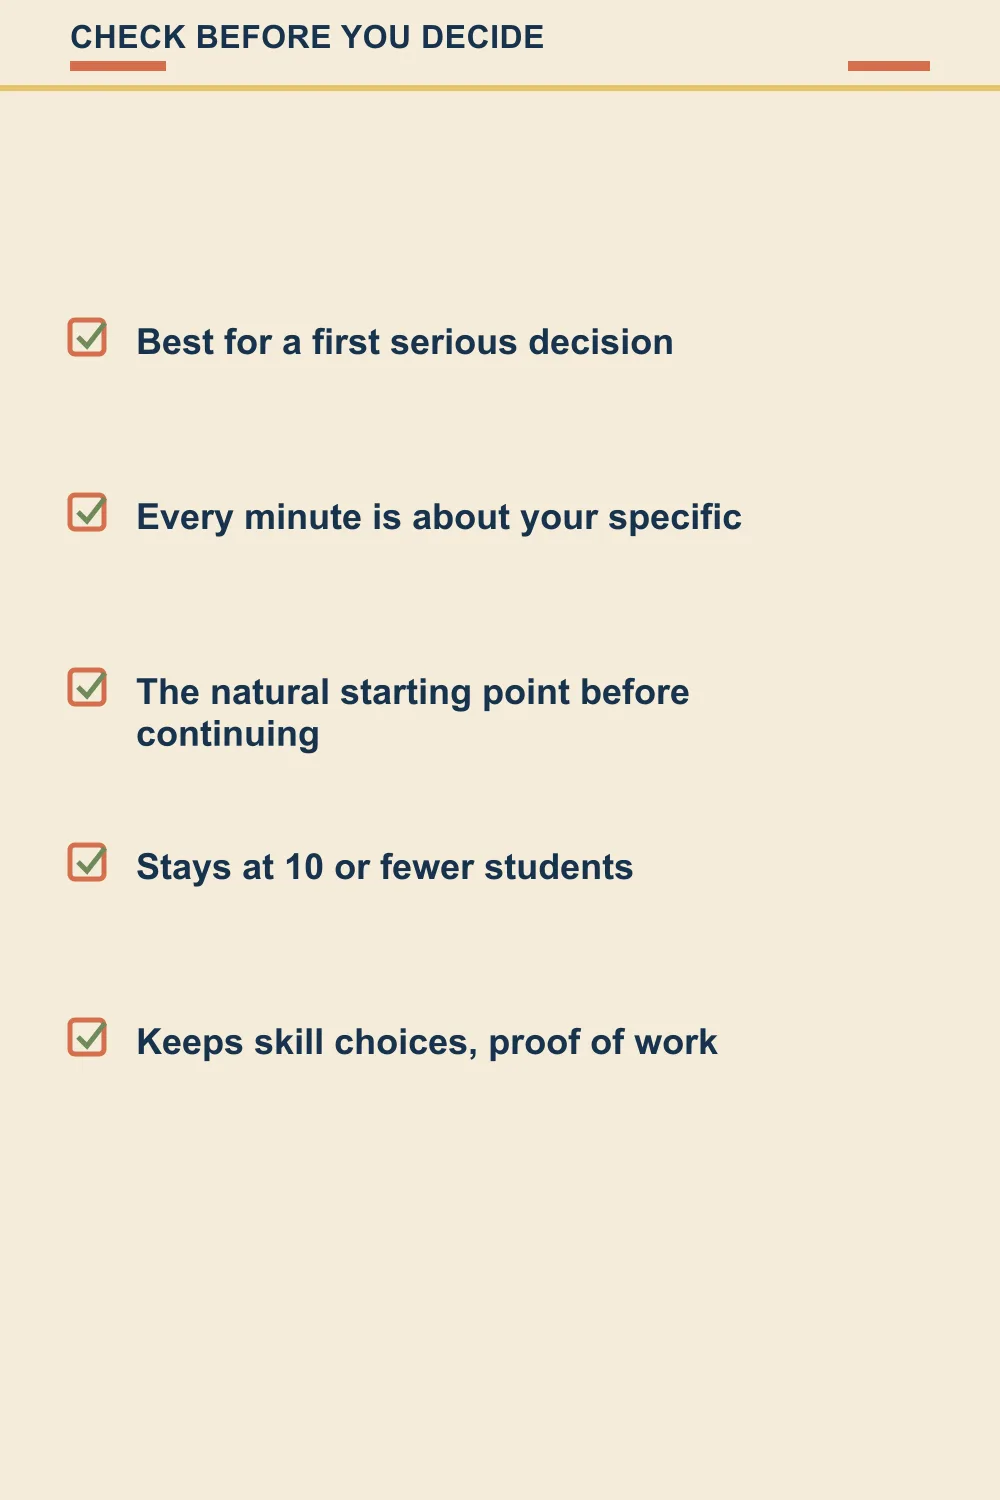 CHECK BEFORE YOU DECIDE
Best for a first serious decision
Every minute is about your specific
The natural starting point before
continuing
Stays at 10 or fewer students
Keeps skill choices, proof of work